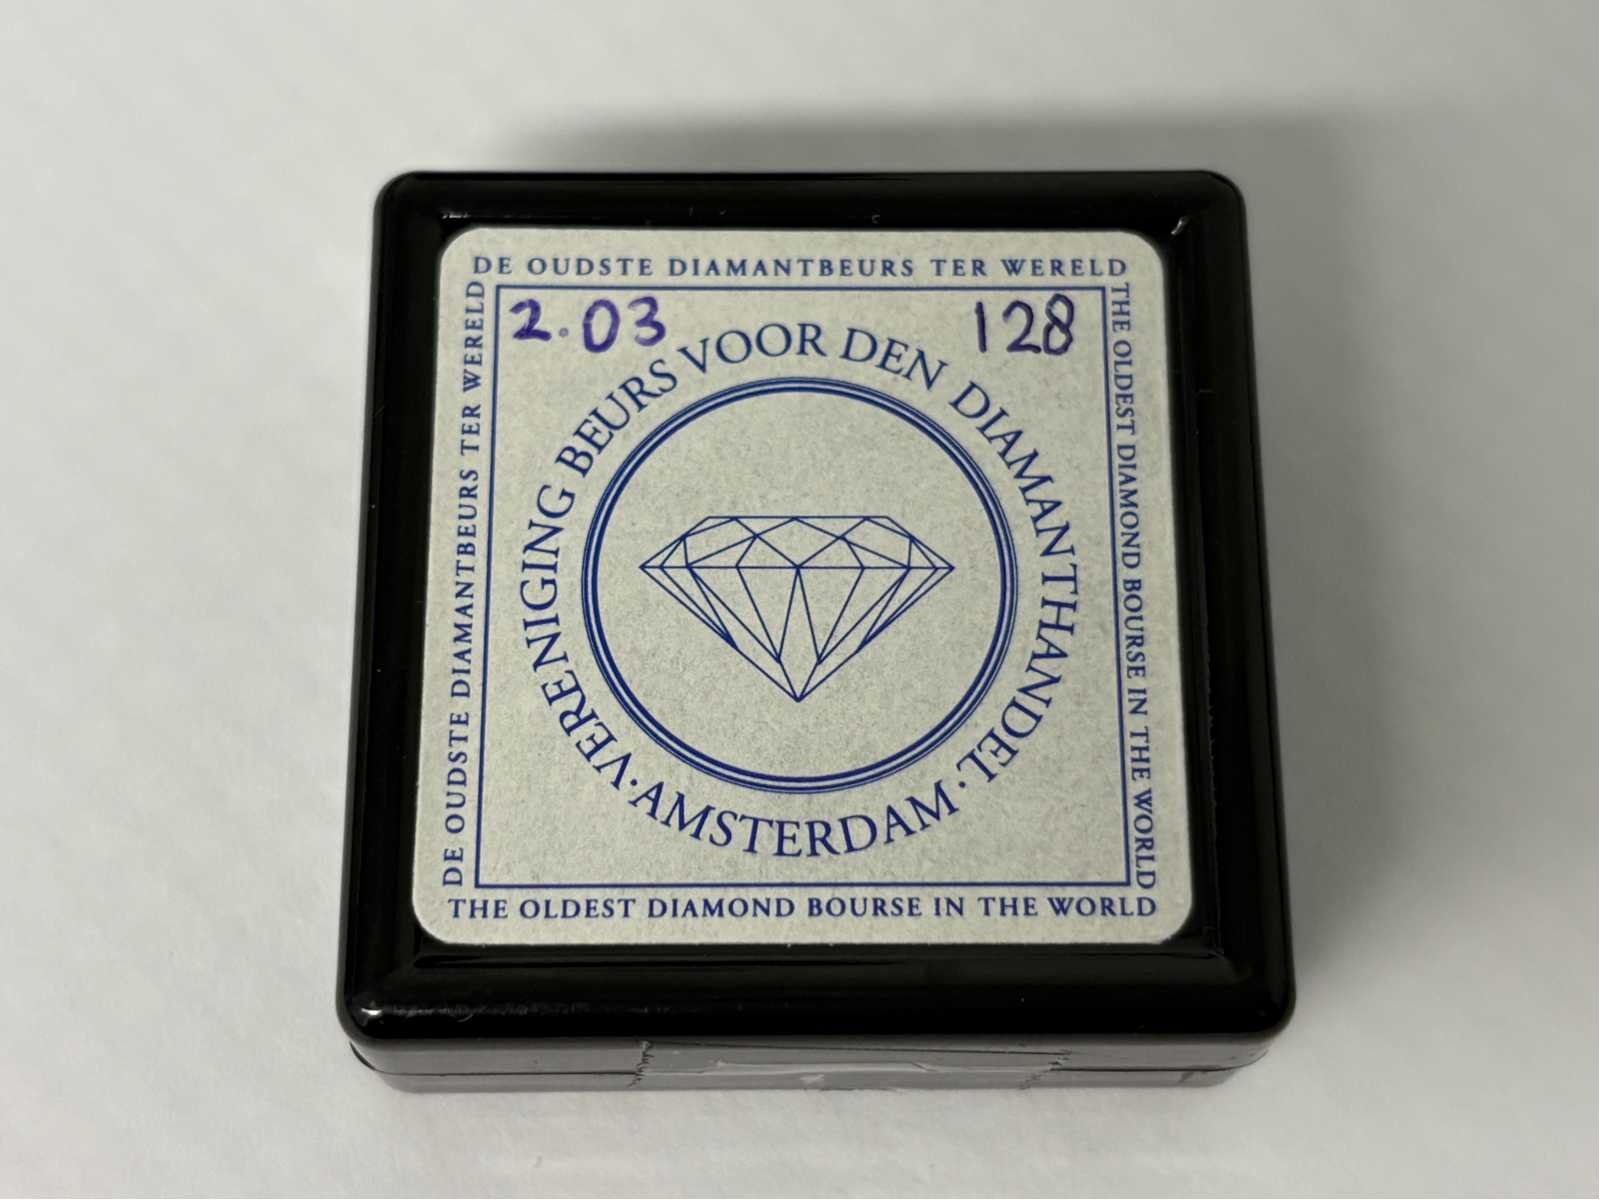 DE OUDSTE DIAMANTBEURS TER WERELD
2.03
128
VERENIGING BEURS VOOR DEN DIAMANTHANDEL · AMSTERDAM ·
DE OUDSTE DIAMANTBEURS TER WERELD
THE OLDEST DIAMOND BOURSE IN THE WORLD
THE OLDEST DIAMOND BOURSE IN THE WORLD